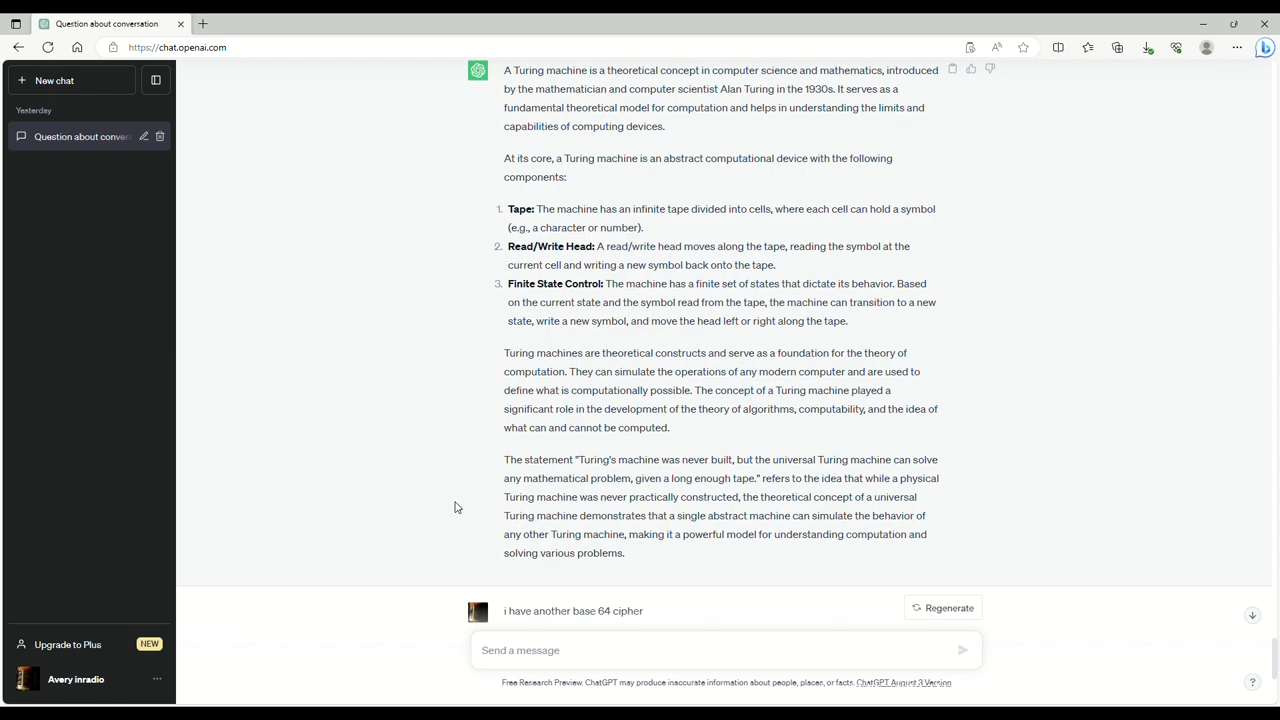 Question about conversation
https://chat.openai.com
New chat
Yesterday
Question about conver
A Turing machine is a theoretical concept in computer science and mathematics, introduced
by the mathematician and computer scientist Alan Turing in the 1930s. It serves as a
fundamental theoretical model for computation and helps in understanding the limits and
capabilities of computing devices.
At its core, a Turing machine is an abstract computational device with the following
components:
1. Tape: The machine has an infinite tape divided into cells, where each cell can hold a symbol
(e.g., a character or number).
2. Read/Write Head: A read/write head moves along the tape, reading the symbol at the
current cell and writing a new symbol back onto the tape.
3. Finite State Control: The machine has a finite set of states that dictate its behavior. Based
on the current state and the symbol read from the tape, the machine can transition to a new
state, write a new symbol, and move the head left or right along the tape.
Turing machines are theoretical constructs and serve as a foundation for the theory of
computation. They can simulate the operations of any modern computer and are used to
define what is computationally possible. The concept of a Turing machine played a
significant role in the development of the theory of algorithms, computability, and the idea of
what can and cannot be computed.
The statement "Turing's machine was never built, but the universal Turing machine can solve
any mathematical problem, given a long enough tape." refers to the idea that while a physical
Turing machine was never practically constructed, the theoretical concept of a universal
Turing machine demonstrates that a single abstract machine can simulate the behavior of
any other Turing machine, making it a powerful model for understanding computation and
solving various problems.
i have another base 64 cipher
Regenerate
Send a message
Upgrade to Plus NEW
Avery inradio
Free Research Preview. ChatGPT may produce inaccurate information about people, places, or facts. ChatGPT August 3 Version
?